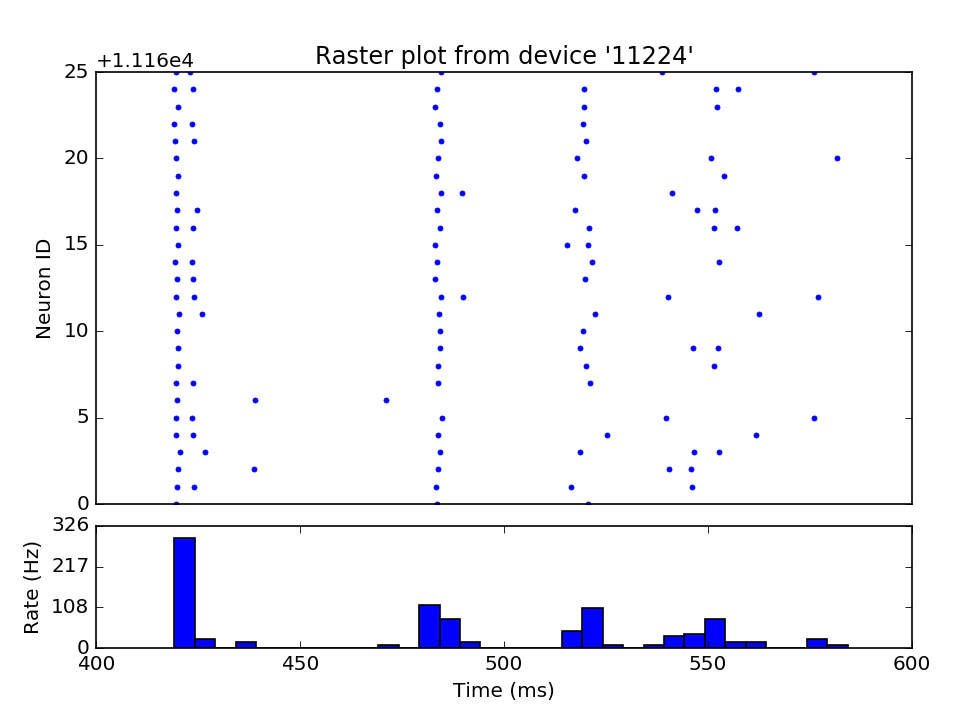 Raster plot from device '11224'
+1.116e4
25
20
15
10
5
0
Neuron ID
326
217
108
0
Rate (Hz)
400 450 500 550 600
Time (ms)